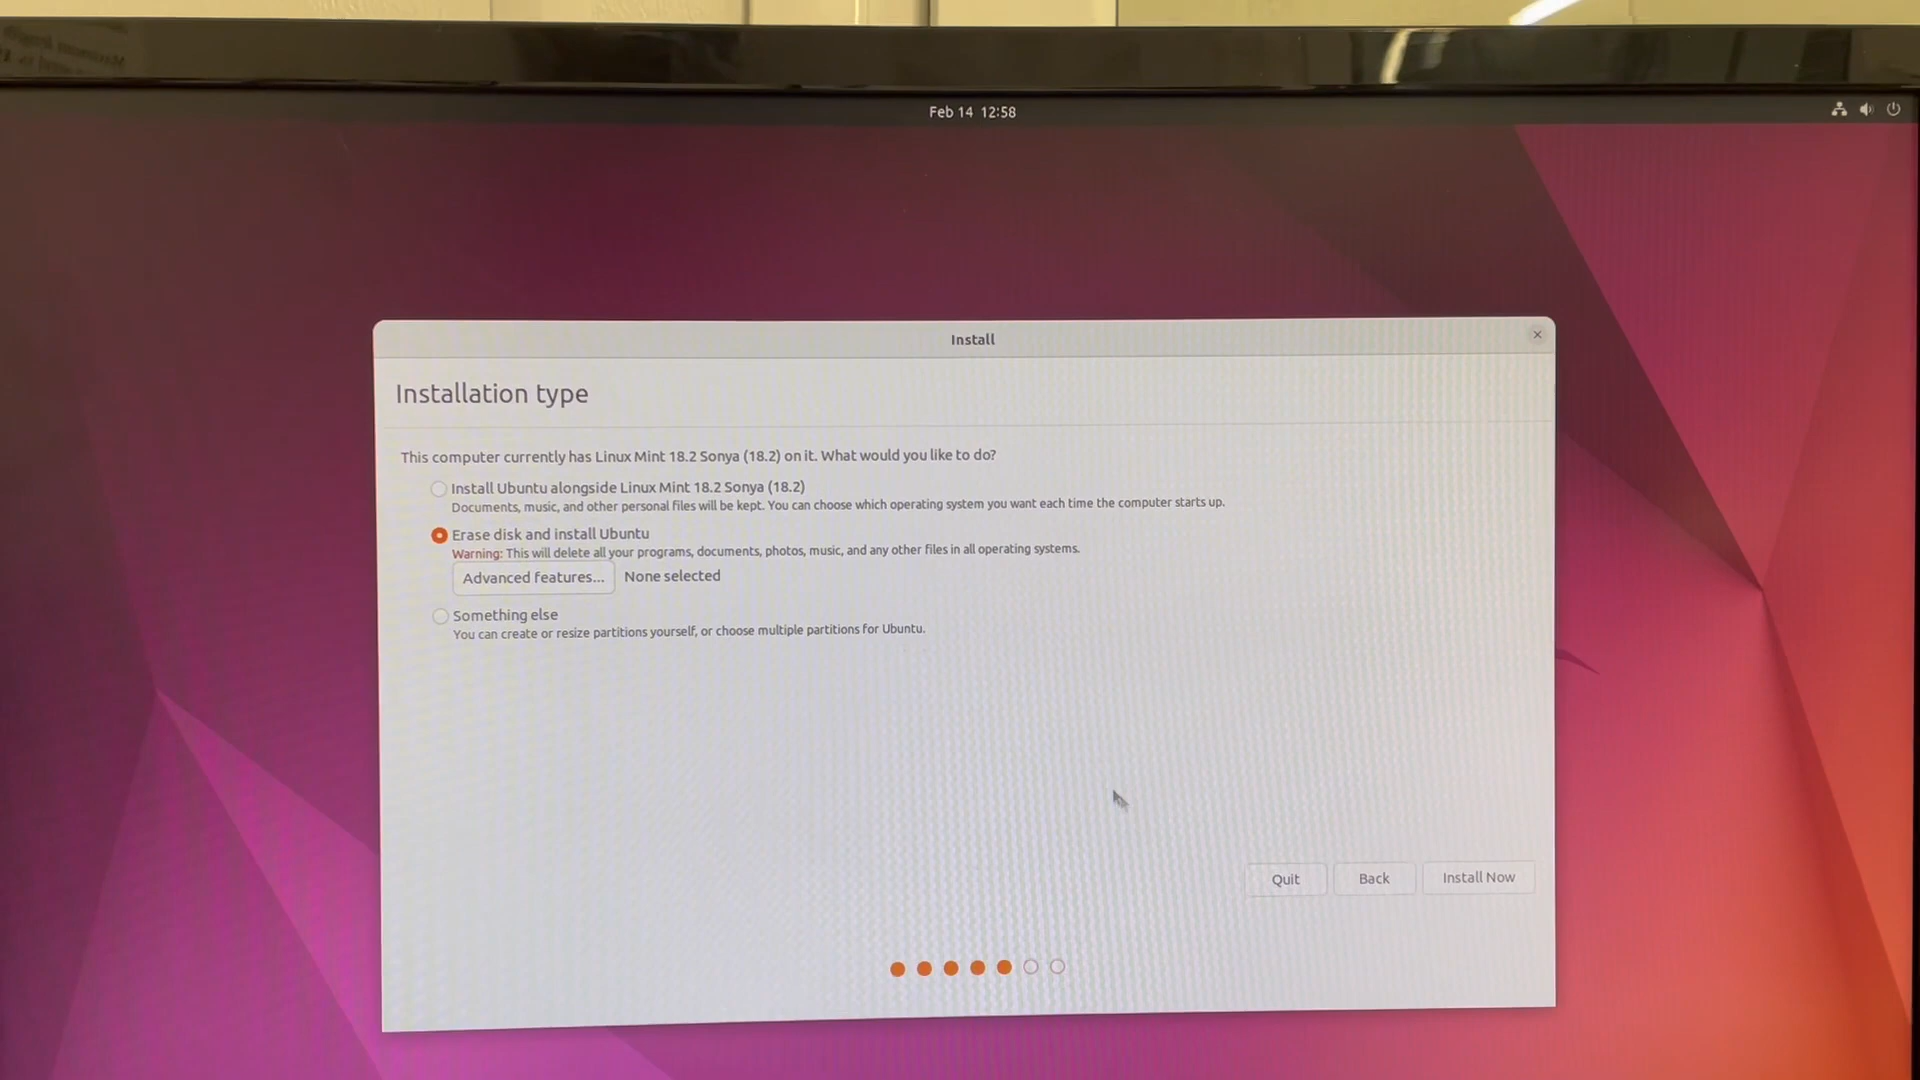 Feb 14 12:58
Install
Installation type
This computer currently has Linux Mint 18.2 Sonya (18.2) on it. What would you like to do?
Install Ubuntu alongside Linux Mint 18.2 Sonya (18.2)
Documents, music, and other personal files will be kept. You can choose which operating system you want each time the computer starts up.
Erase disk and install Ubuntu
Warning: This will delete all your programs, documents, photos, music, and any other files in all operating systems.
Advanced features... None selected
Something else
You can create or resize partitions yourself, or choose multiple partitions for Ubuntu.
Quit Back Install Now